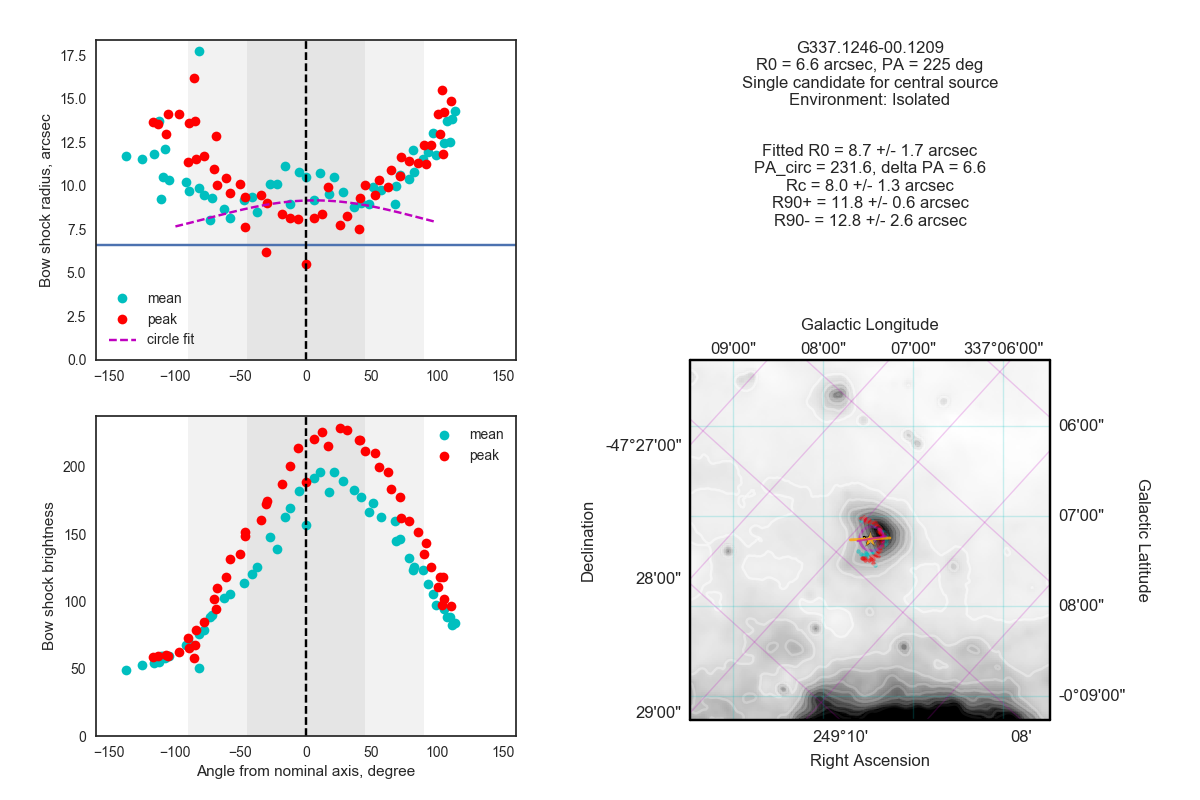 17.5
15.0
12.5
10.0
7.5
5.0
2.5
0.0
Bow shock radius, arcsec
mean
peak
circle fit
−150 −100 −50 0 50 100 150
200
150
100
50
0
Bow shock brightness
mean
peak
−150 −100 −50 0 50 100 150
Angle from nominal axis, degree
G337.1246-00.1209
R0 = 6.6 arcsec, PA = 225 deg
Single candidate for central source
Environment: Isolated
Fitted R0 = 8.7 +/- 1.7 arcsec
PA_circ = 231.6, delta PA = 6.6
Rc = 8.0 +/- 1.3 arcsec
R90+ = 11.8 +/- 0.6 arcsec
R90- = 12.8 +/- 2.6 arcsec
Galactic Longitude
09'00" 08'00" 07'00" 337°06'00"
-47°27'00"
28'00"
29'00"
Declination
06'00"
07'00"
08'00"
-0°09'00"
Galactic Latitude
249°10' 08'
Right Ascension